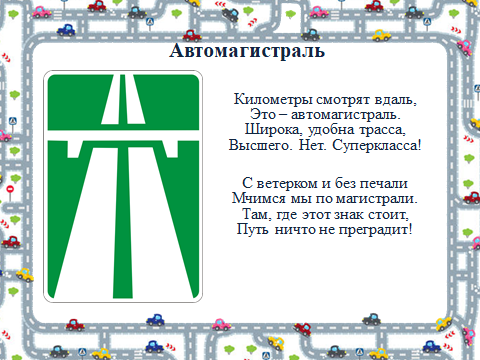 Автомагистраль
Километры смотрят вдаль,
Это – автомагистраль.
Широка, удобна трасса,
Высшего. Нет. Суперкласса!
С ветерком и без печали
Мчимся мы по магистрали.
Там, где этот знак стоит,
Путь ничто не преградит!